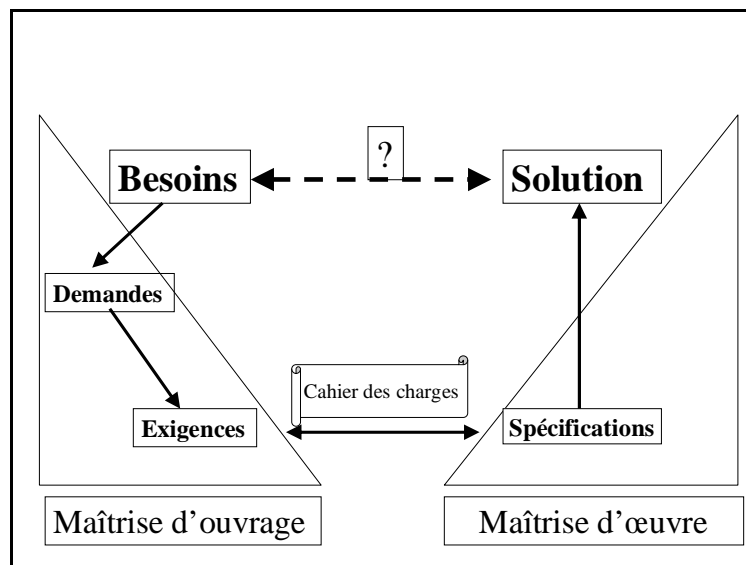 ?
Besoins
Solution
Demandes
Cahier des charges
Exigences
Spécifications
Maîtrise d’ouvrage
Maîtrise d’œuvre